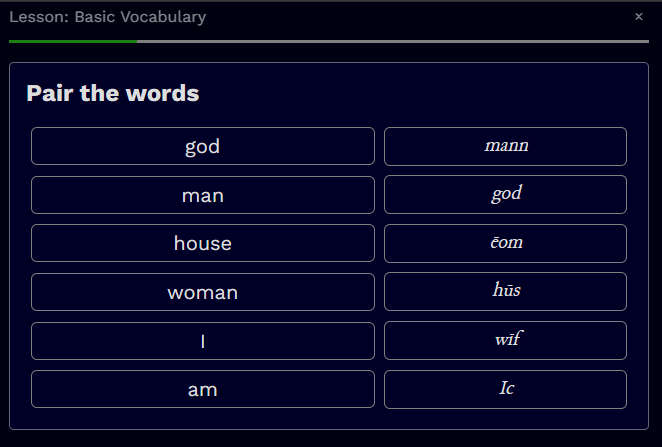 Lesson: Basic Vocabulary ×
Pair the words
god mann
man god
house ēom
woman hūs
I wīf
am Ic